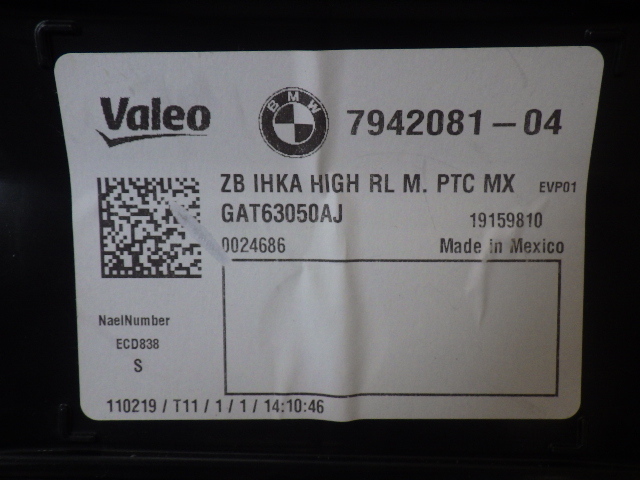 Valeo BMW 7942081-04
ZB IHKA HIGH RL M. PTC MX EVP01
GAT63050AJ 19159810
0024686 Made in Mexico
NaelNumber
ECD838
S
110219 / T11 / 1 / 1 / 14:10:46